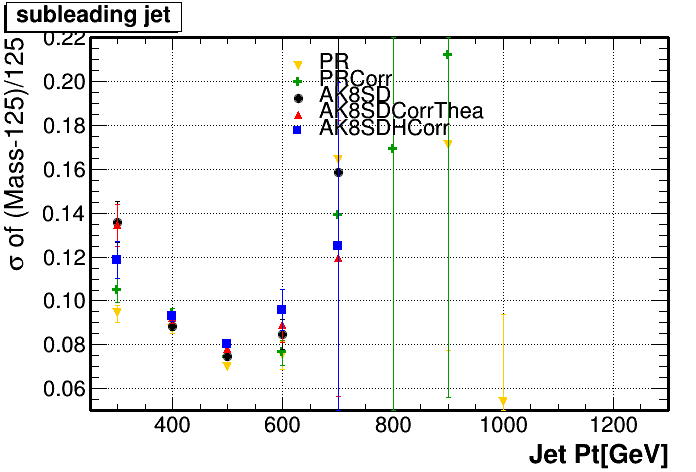 subleading jet
σ of (Mass-125)/125
0.22
0.20
0.18
0.16
0.14
0.12
0.10
0.08
0.06
PR
PRCorr
AK8SD
AK8SDCorrThea
AK8SDHCorr
400 600 800 1000 1200
Jet Pt[GeV]